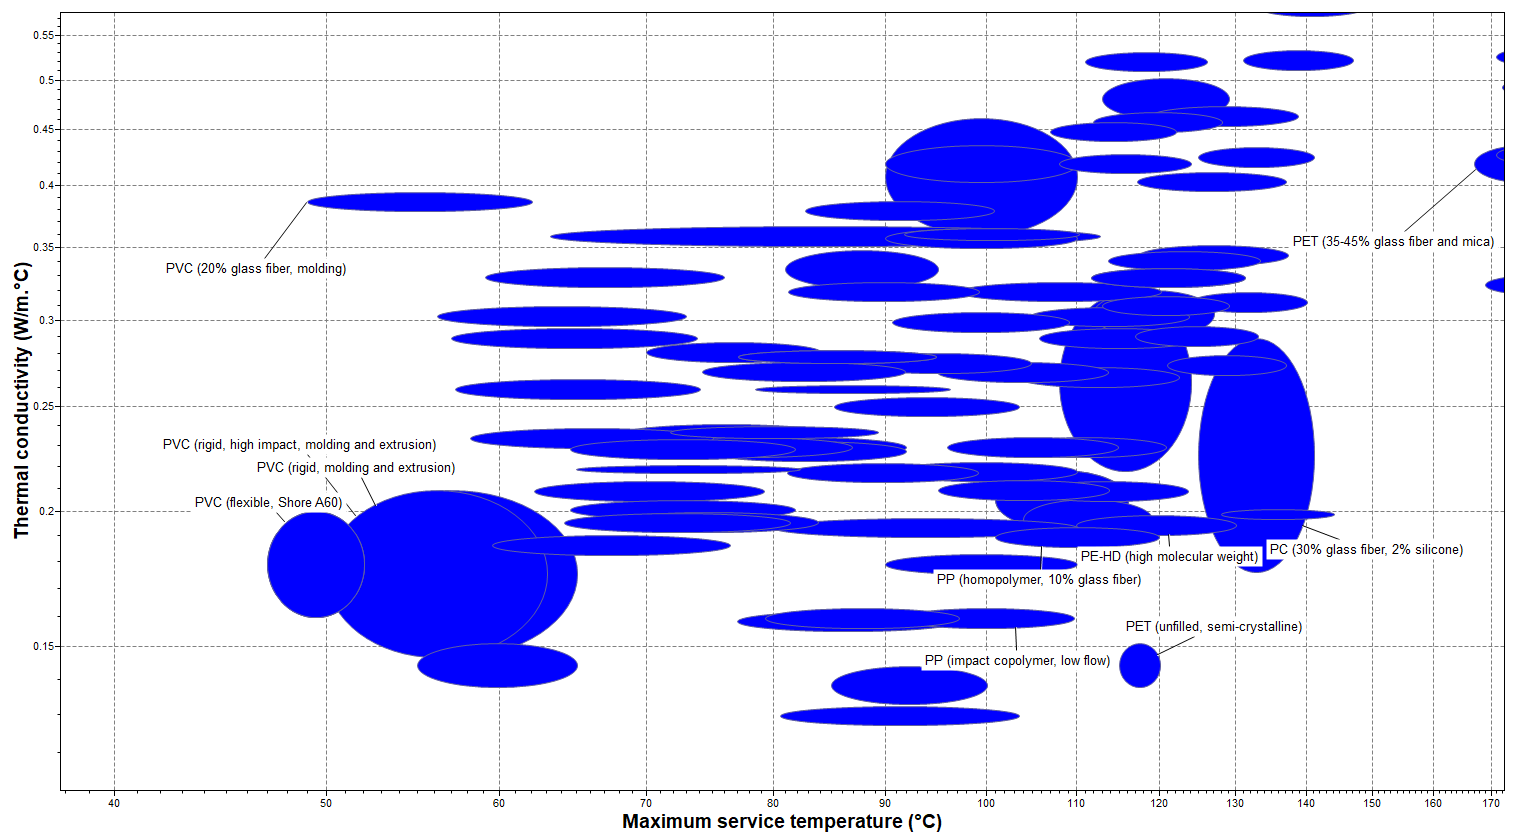 0.55
0.5
0.45
0.4
0.35
0.3
0.25
0.2
0.15
Thermal conductivity (W/m.°C)
PET (35-45% glass fiber and mica)
PVC (20% glass fiber, molding)
PVC (rigid, high impact, molding and extrusion)
PVC (rigid, molding and extrusion)
PVC (flexible, Shore A60)
PC (30% glass fiber, 2% silicone)
PE-HD (high molecular weight)
PP (homopolymer, 10% glass fiber)
PET (unfilled, semi-crystalline)
PP (impact copolymer, low flow)
40 50 60 70 80 90 100 110 120 130 140 150 160 170
Maximum service temperature (°C)